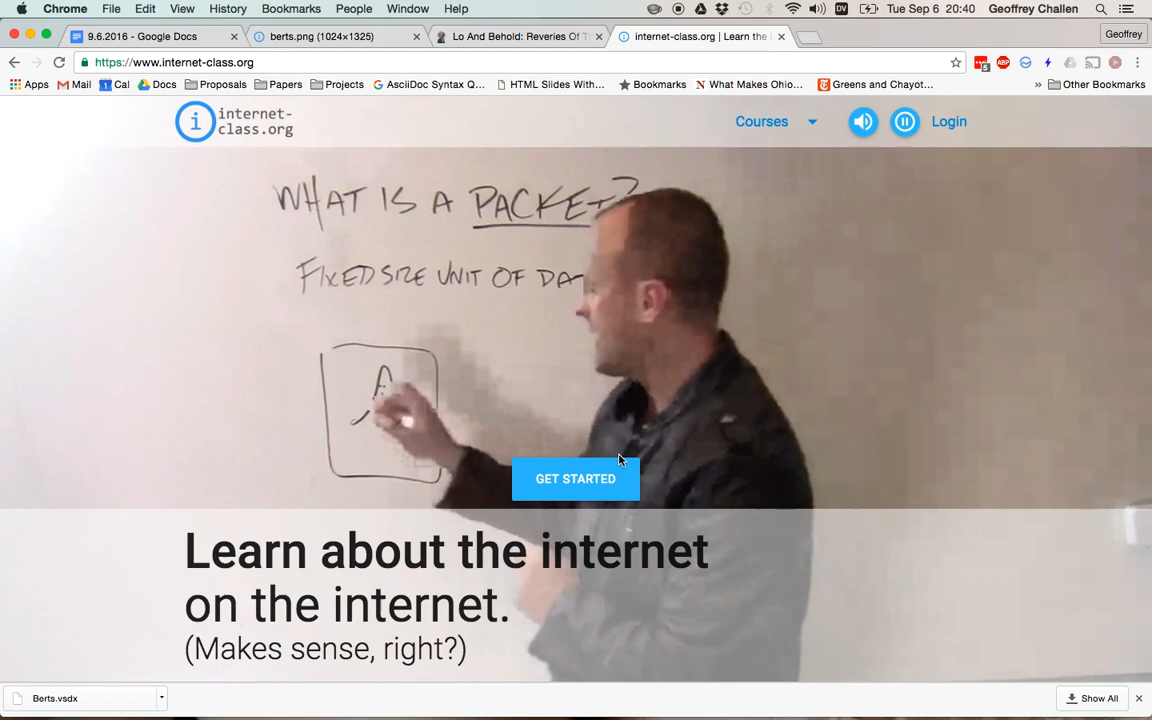 Chrome File Edit View History Bookmarks People Window Help DV Tue Sep 6 20:40 Geoffrey Challen
9.6.2016 - Google Docs berts.png (1024×1325) Lo And Behold: Reveries Of T internet-class.org | Learn the Geoffrey
https://www.internet-class.org 5 ABP
Apps Mail 1 Cal Docs Proposals Papers Projects AsciiDoc Syntax Q... HTML Slides With... Bookmarks What Makes Ohio... Greens and Chayot... » Other Bookmarks
i internet-
class.org
Courses Login
WHAT IS A PACKET?
FIXED SIZE UNIT OF DA
A
GET STARTED
Learn about the internet
on the internet.
(Makes sense, right?)
Berts.vsdx Show All